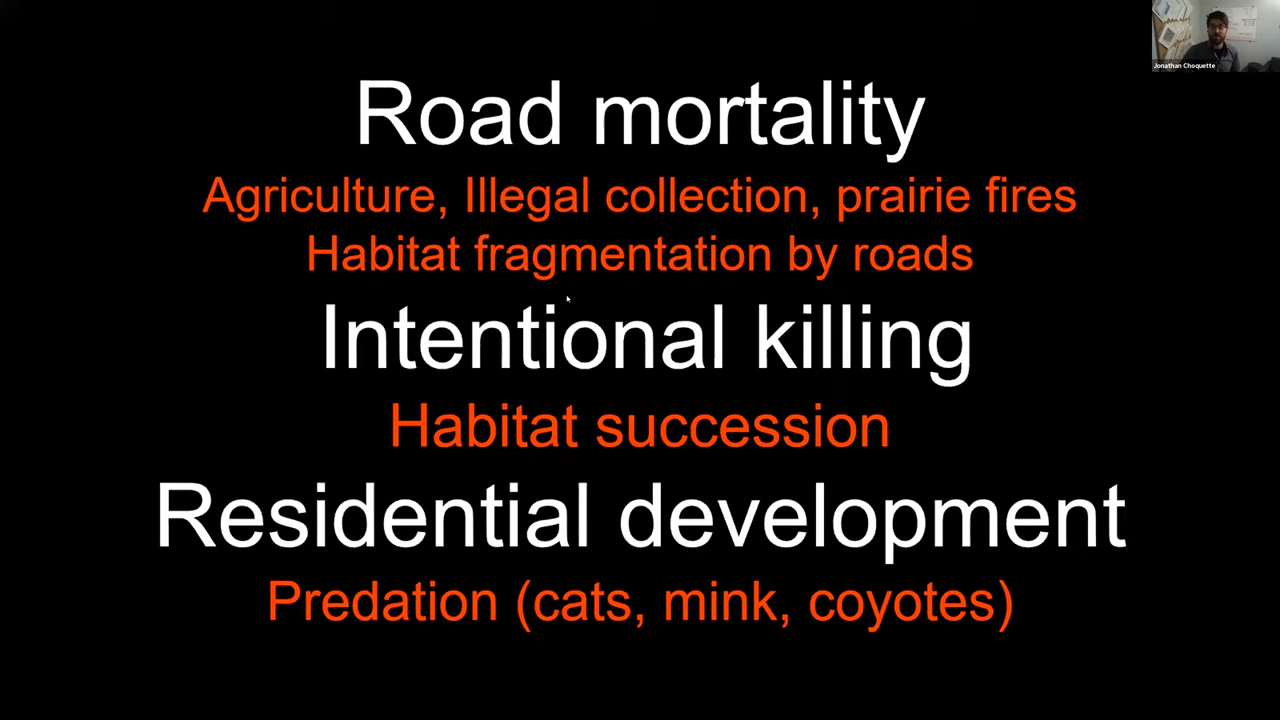 Jonathan Choquette
Road mortality
Agriculture, Illegal collection, prairie fires
Habitat fragmentation by roads
Intentional killing
Habitat succession
Residential development
Predation (cats, mink, coyotes)